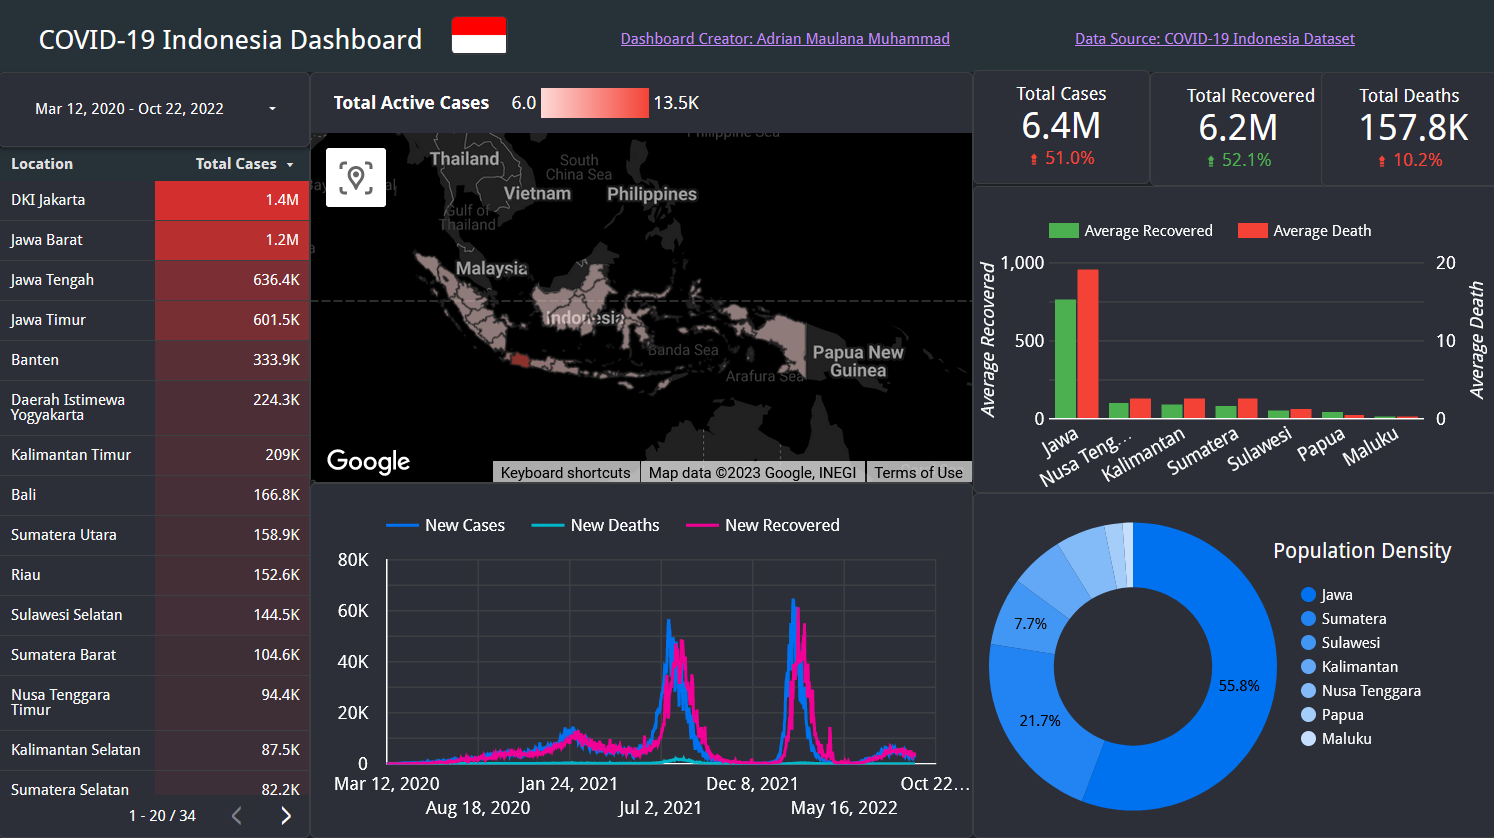 COVID-19 Indonesia Dashboard
Dashboard Creator: Adrian Maulana Muhammad
Data Source: COVID-19 Indonesia Dataset
Mar 12, 2020 - Oct 22, 2022
Location Total Cases
DKI Jakarta 1.4M
Jawa Barat 1.2M
Jawa Tengah 636.4K
Jawa Timur 601.5K
Banten 333.9K
Daerah Istimewa
Yogyakarta 224.3K
Kalimantan Timur 209K
Bali 166.8K
Sumatera Utara 158.9K
Riau 152.6K
Sulawesi Selatan 144.5K
Sumatera Barat 104.6K
Nusa Tenggara
Timur 94.4K
Kalimantan Selatan 87.5K
Sumatera Selatan 82.2K
1 - 20 / 34
Total Active Cases 6.0 13.5K
Philippine Sea
Thailand
South
China Sea
Vietnam
Philippines
Gulf of
Thailand
Malaysia
Indonesia
Banda Sea
Arafura Sea
Papua New
Guinea
Google
Keyboard shortcuts
Map data ©2023 Google, INEGI
Terms of Use
New Cases New Deaths New Recovered
80K
60K
40K
20K
0
Mar 12, 2020 Jan 24, 2021 Dec 8, 2021 Oct 22...
Aug 18, 2020 Jul 2, 2021 May 16, 2022
Total Cases
6.4M
51.0%
Total Recovered
6.2M
52.1%
Total Deaths
157.8K
10.2%
Average Recovered Average Death
Average Recovered
1,000
500
0
20
10
0
Average Death
Jawa
Nusa Teng...
Kalimantan
Sumatera
Sulawesi
Papua
Maluku
Population Density
Jawa
Sumatera
Sulawesi
Kalimantan
Nusa Tenggara
Papua
Maluku
7.7%
55.8%
21.7%